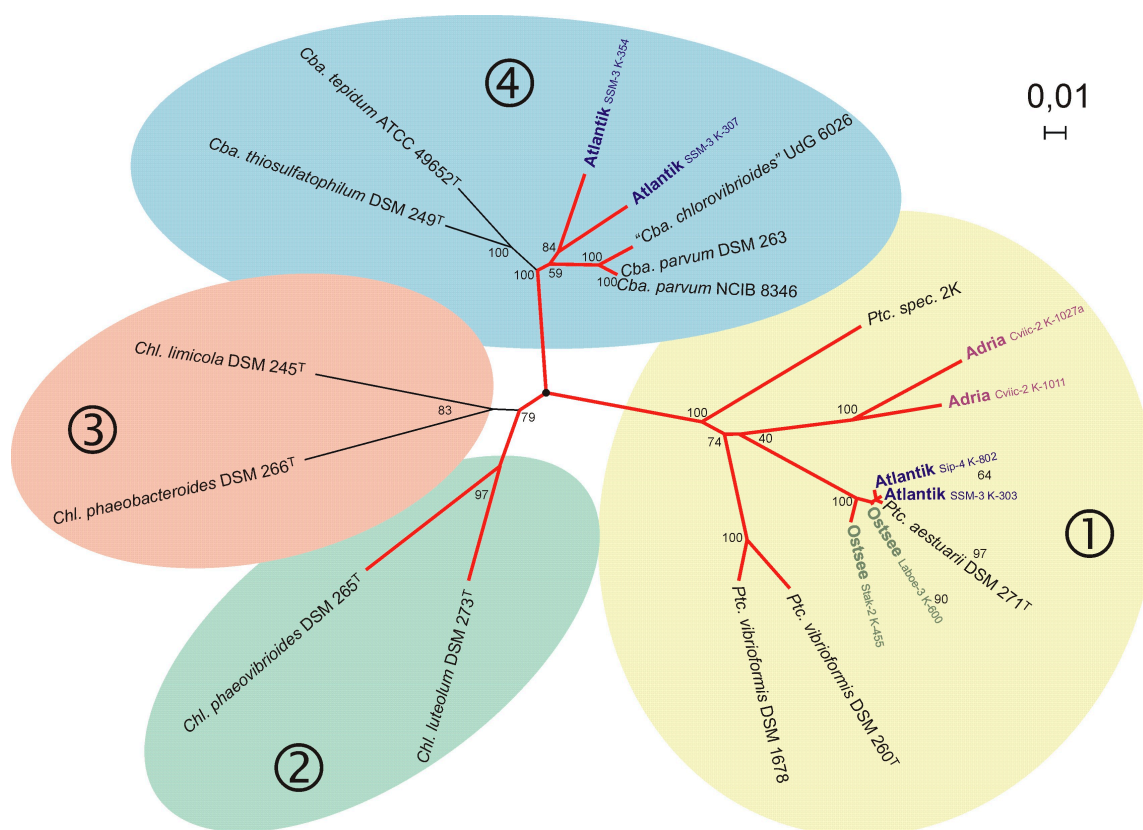 ④
0,01
Cba. tepidum ATCC 49652T
Cba. thiosulfatophilum DSM 249T
Atlantik SSM-3 K-354
Atlantik SSM-3 K-307
“Cba. chlorovibrioides” UdG 6026
Cba. parvum DSM 263
Cba. parvum NCIB 8346
100
84
100
100
59
100
③
Chl. limicola DSM 245T
Chl. phaeobacteroides DSM 266T
83
79
②
Chl. phaeovibrioides DSM 265T
Chl. luteolum DSM 273T
97
①
Ptc. spec. 2K
Adria Cviic-2 K-1027a
Adria Cviic-2 K-1011
100
100
74
40
Atlantik Sip-4 K-802
64
Atlantik SSM-3 K-303
100
Ptc. aestuarii DSM 271T
97
Ostsee Laboe-3 K-600
90
Ostsee Stak-2 K-455
100
Ptc. vibrioformis DSM 1678
Ptc. vibrioformis DSM 260T